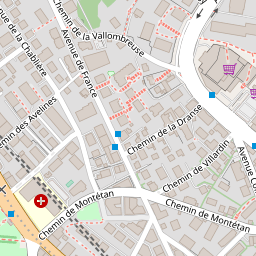 Chemin de la Vallombreuse
Avenue de la Chablière
Avenue de France
Chemin des Avelines
Chemin de la Dranse
Chemin de Villardin
Chemin de Montétan
Chemin de Montétan